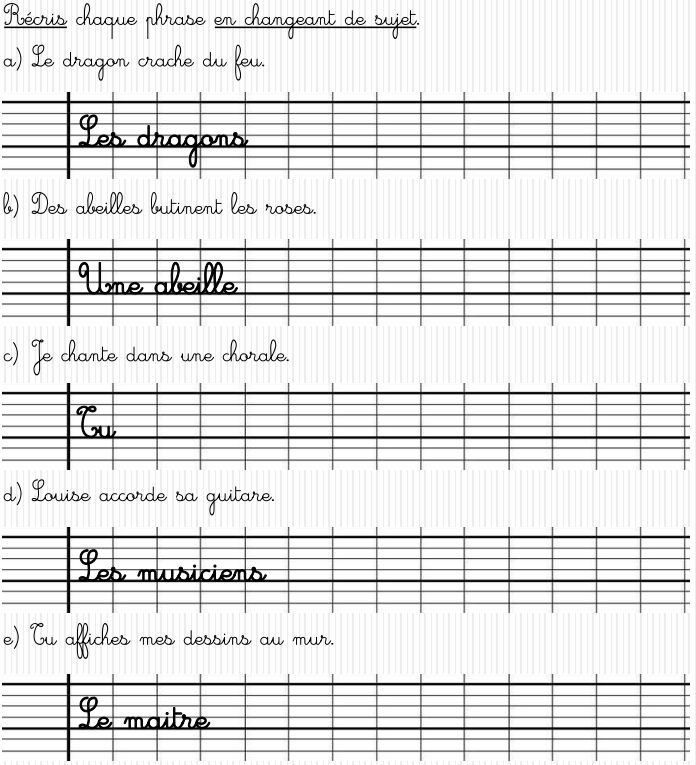 Récris chaque phrase en changeant de sujet.
a) Le dragon crache du feu.
Les dragons
b) Des abeilles butinent les roses.
Une abeille
c) Je chante dans une chorale.
Tu
d) Louise accorde sa guitare.
Les musiciens
e) Tu affiches mes dessins au mur.
Le maitre